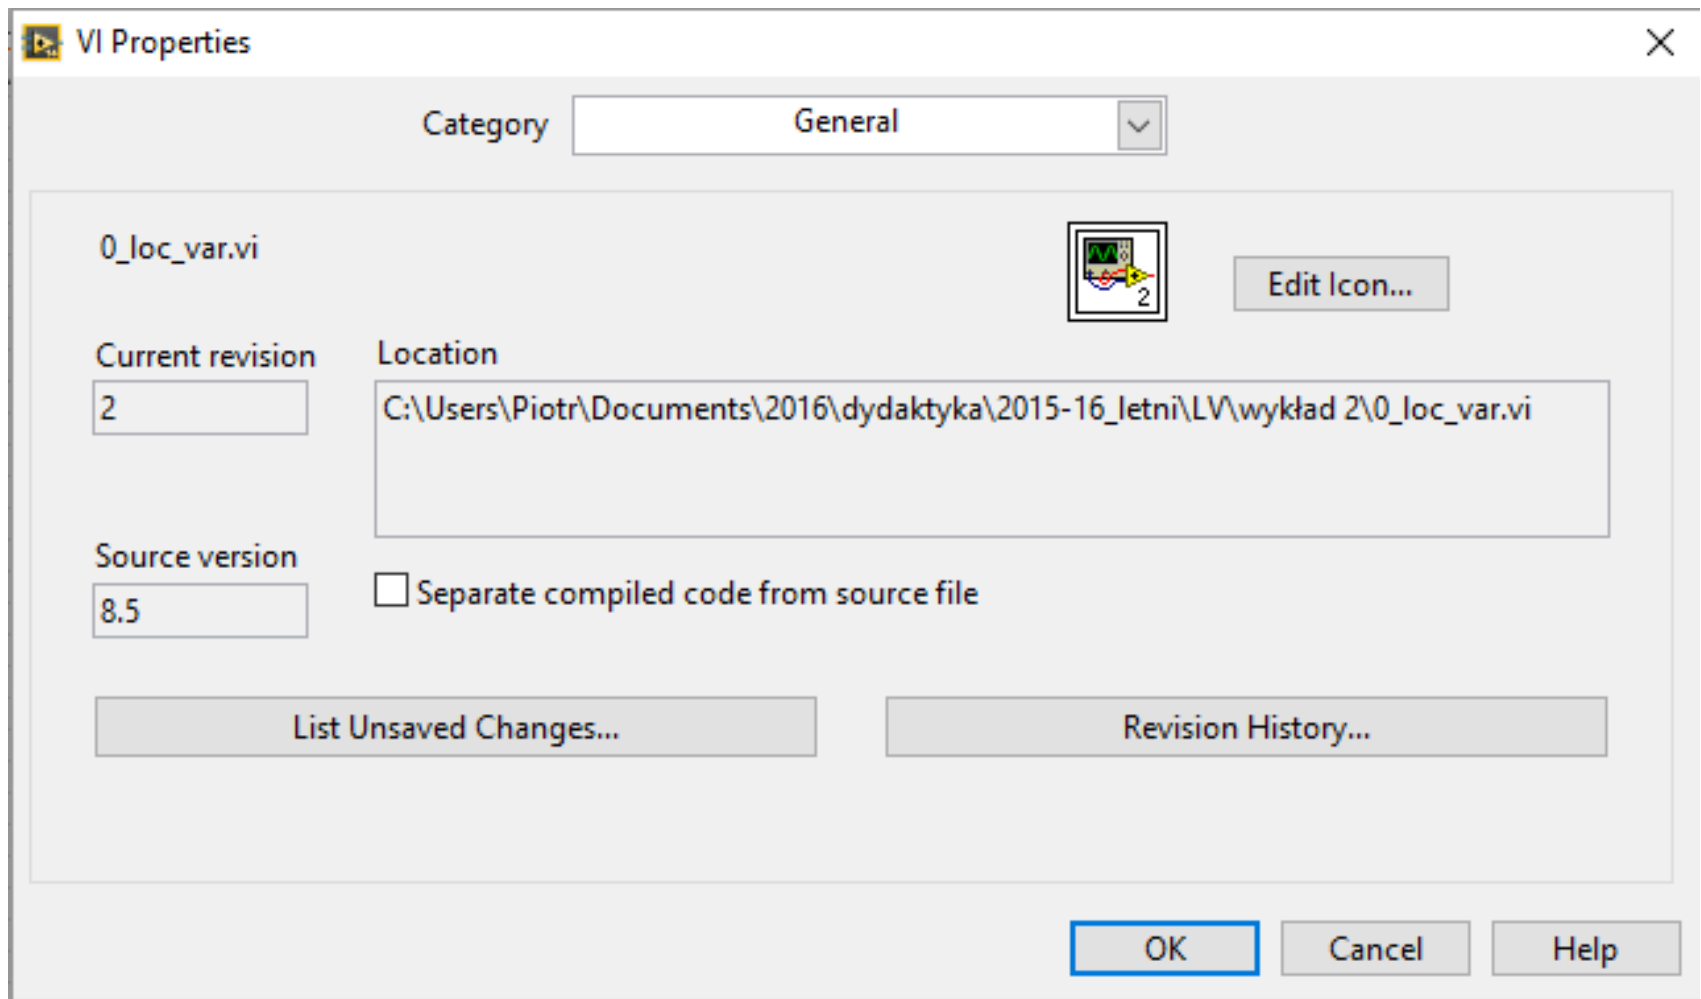 VI Properties
Category
General
0_loc_var.vi
2
Edit Icon...
Current revision
Location
2
C:\Users\Piotr\Documents\2016\dydaktyka\2015-16_letni\LV\wykład 2\0_loc_var.vi
Source version
8.5
Separate compiled code from source file
List Unsaved Changes...
Revision History...
OK
Cancel
Help